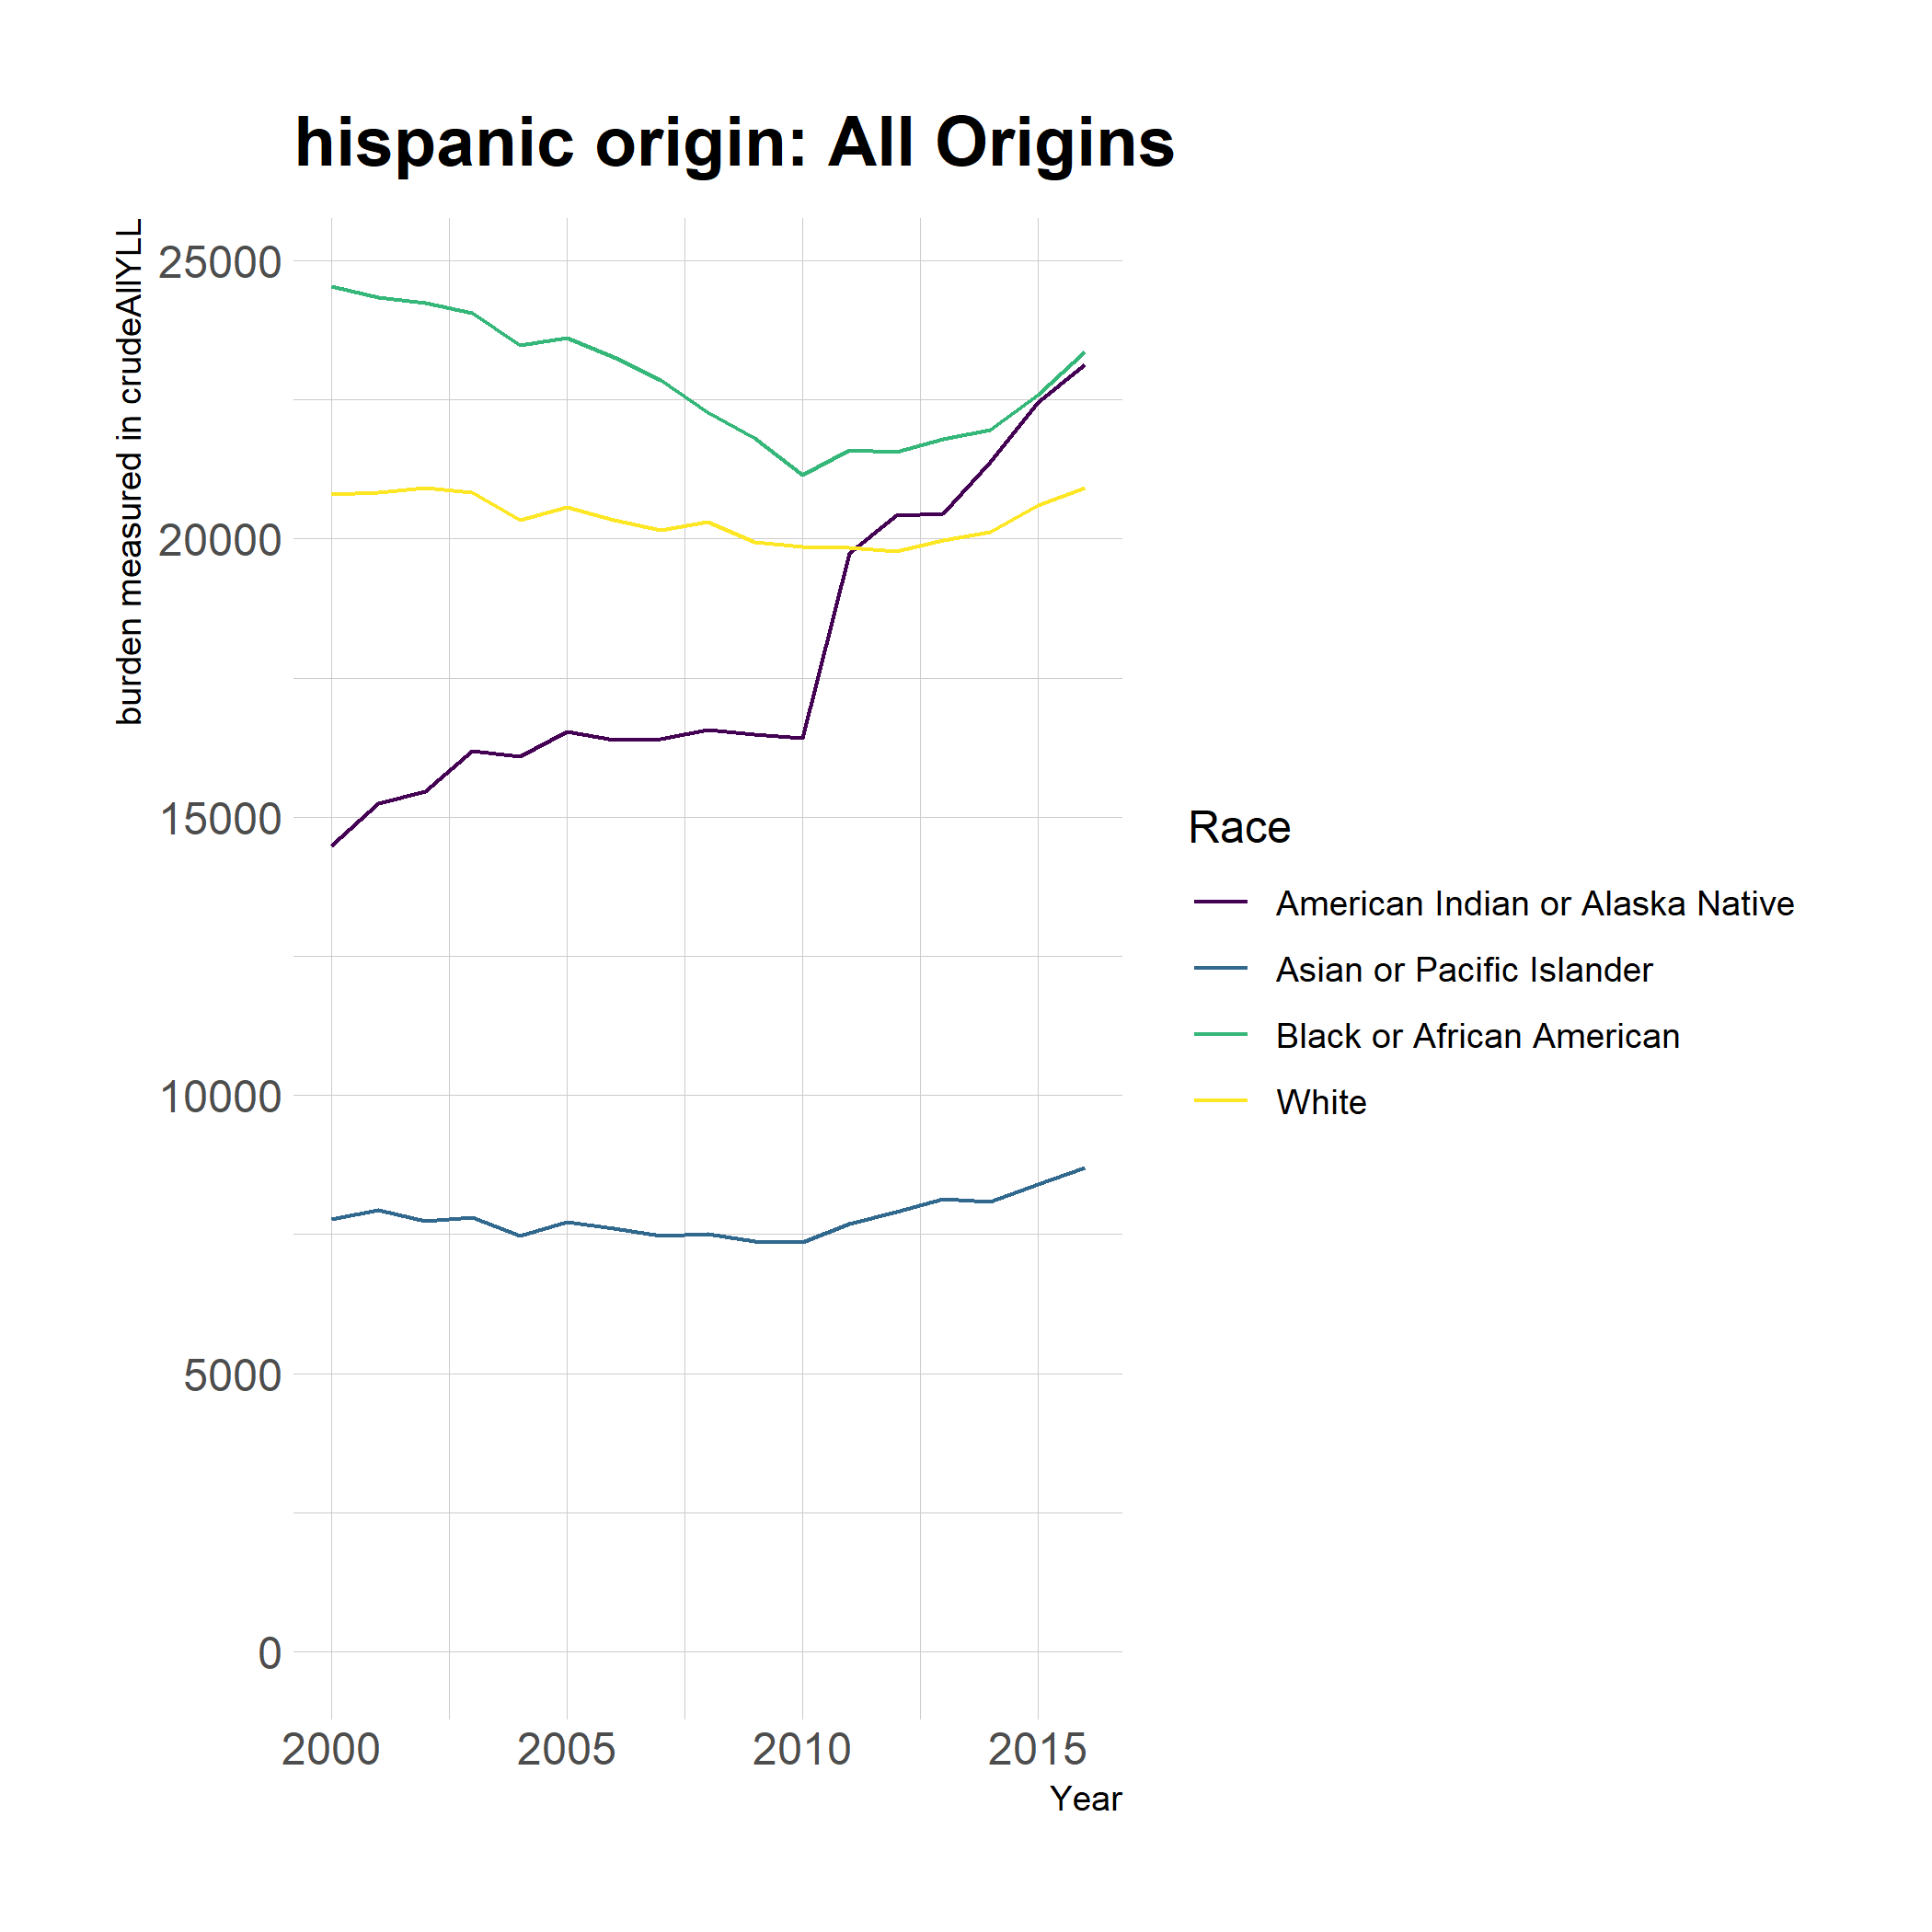 hispanic origin: All Origins
burden measured in crudeAllYLL
25000
20000
15000
10000
5000
0
2000 2005 2010 2015
Year
Race
American Indian or Alaska Native
Asian or Pacific Islander
Black or African American
White